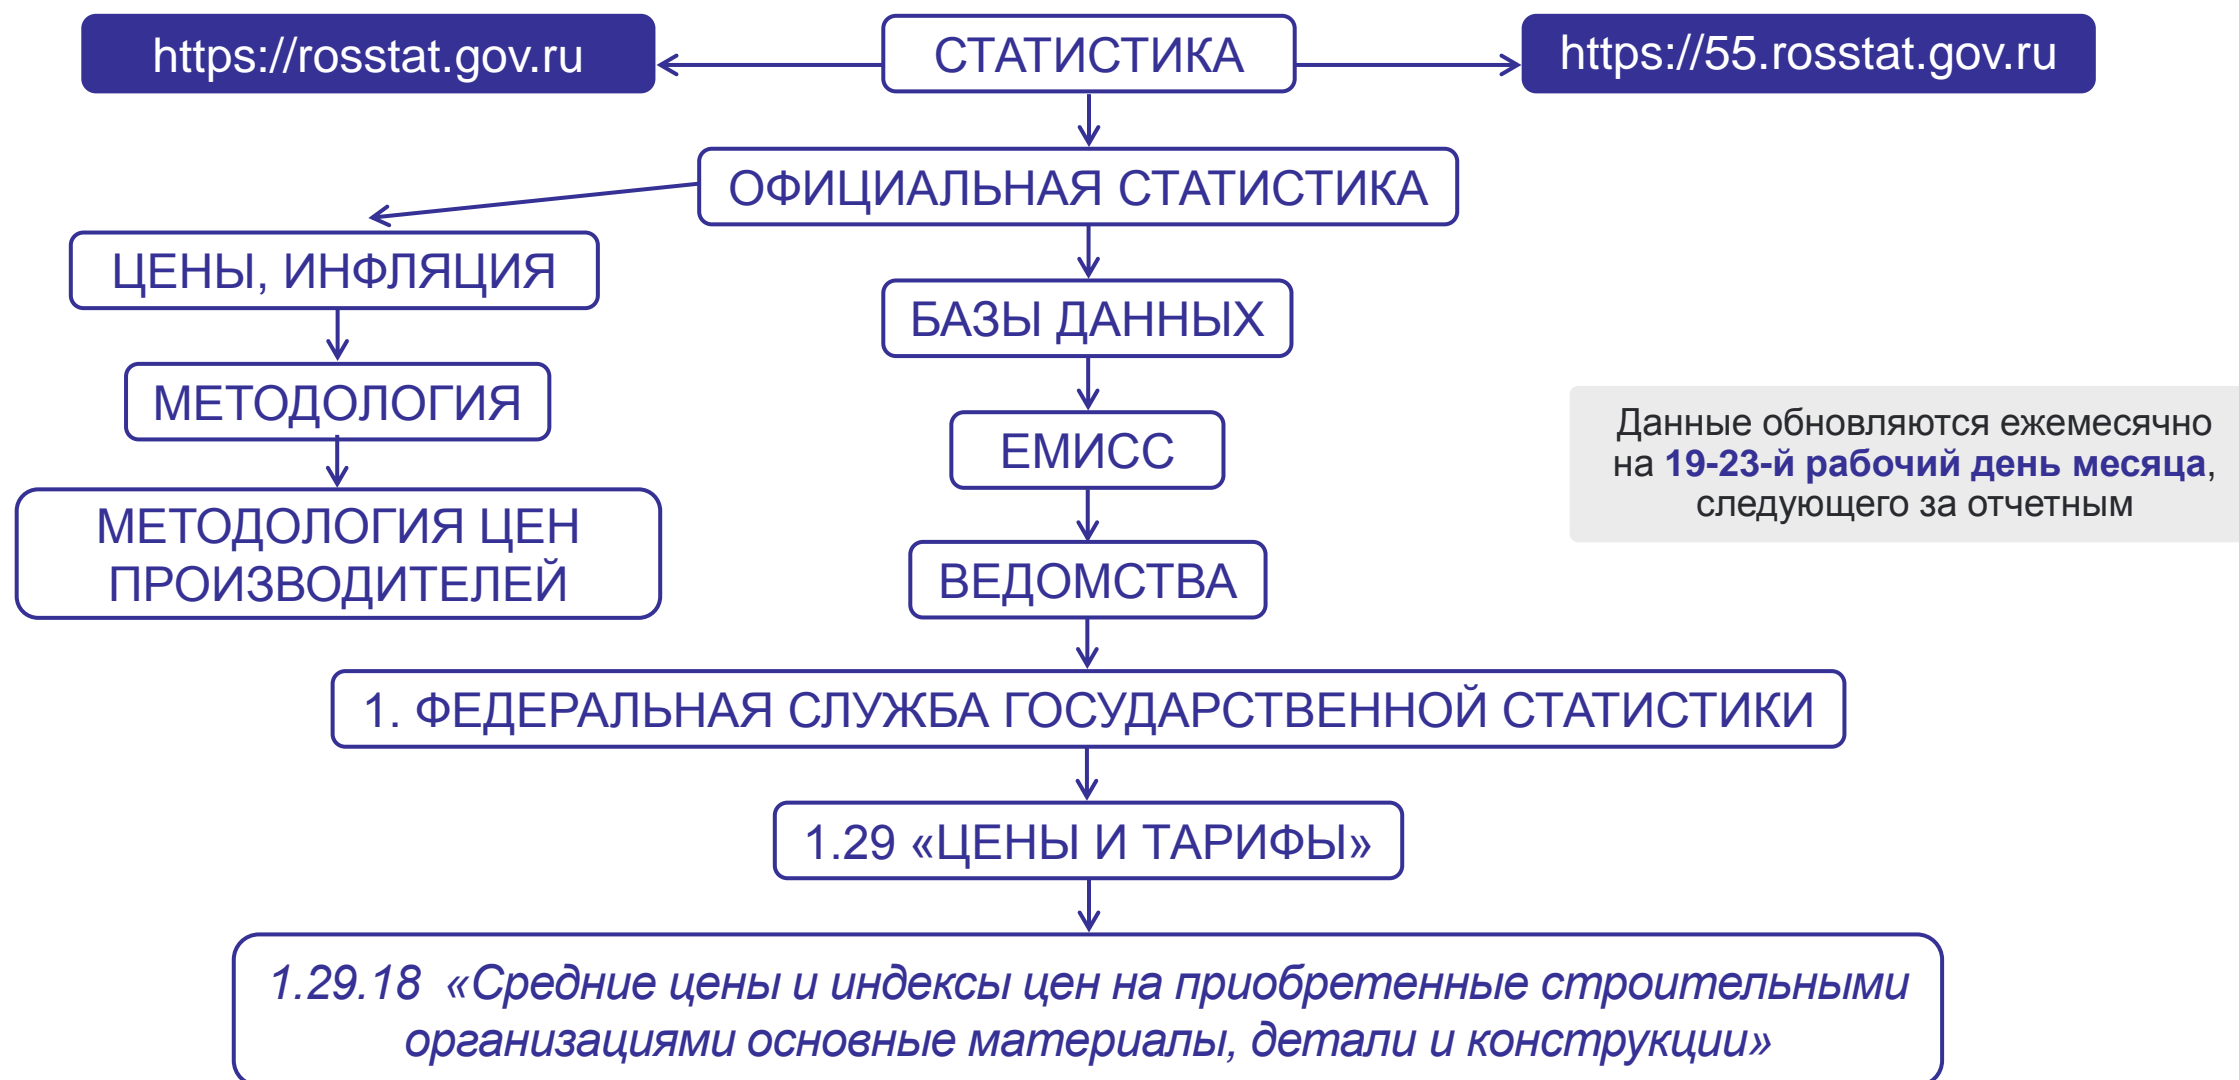 https://rosstat.gov.ru
СТАТИСТИКА
https://55.rosstat.gov.ru
ОФИЦИАЛЬНАЯ СТАТИСТИКА
ЦЕНЫ, ИНФЛЯЦИЯ
МЕТОДОЛОГИЯ
МЕТОДОЛОГИЯ ЦЕН
ПРОИЗВОДИТЕЛЕЙ
БАЗЫ ДАННЫХ
ЕМИСС
ВЕДОМСТВА
Данные обновляются ежемесячно
на 19-23-й рабочий день месяца,
следующего за отчетным
1. ФЕДЕРАЛЬНАЯ СЛУЖБА ГОСУДАРСТВЕННОЙ СТАТИСТИКИ
1.29 «ЦЕНЫ И ТАРИФЫ»
1.29.18 «Средние цены и индексы цен на приобретенные строительными
организациями основные материалы, детали и конструкции»